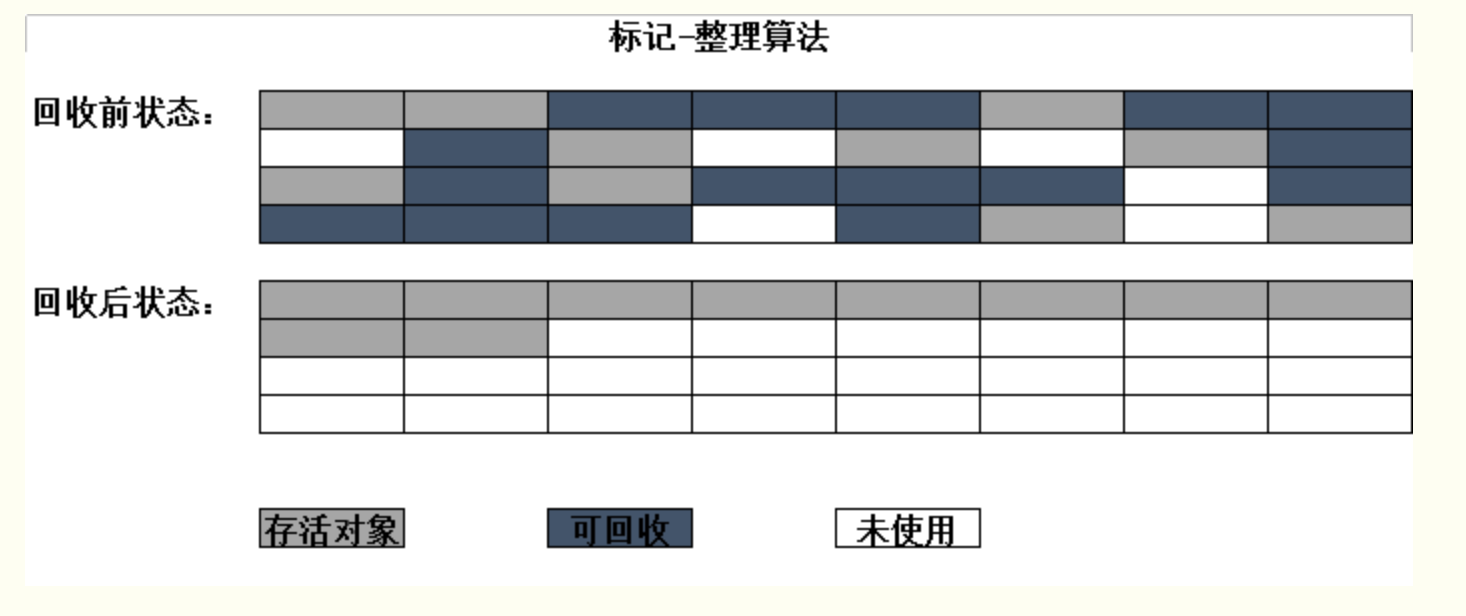 标记-整理算法
回收前状态：
回收后状态：
存活对象 可回收 未使用